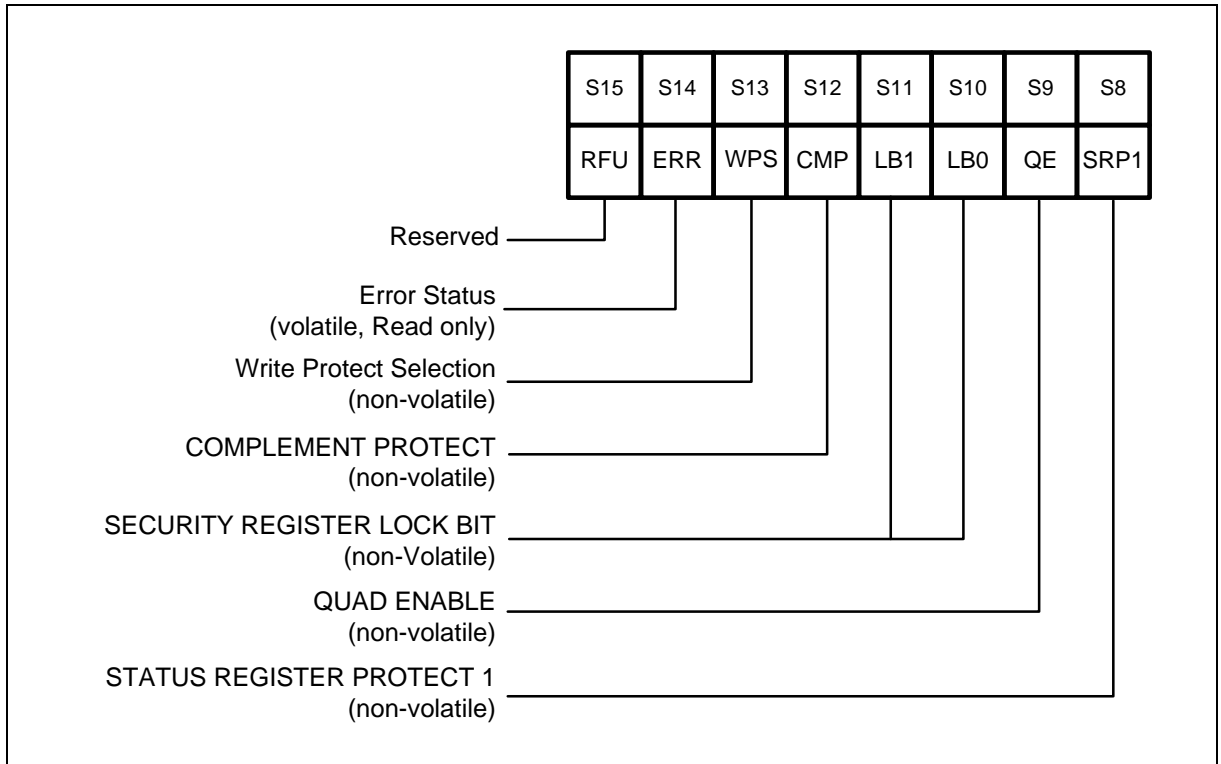 S15 S14 S13 S12 S11 S10 S9 S8
RFU ERR WPS CMP LB1 LB0 QE SRP1
Reserved
Error Status
(volatile, Read only)
Write Protect Selection
(non-volatile)
COMPLEMENT PROTECT
(non-volatile)
SECURITY REGISTER LOCK BIT
(non-Volatile)
QUAD ENABLE
(non-volatile)
STATUS REGISTER PROTECT 1
(non-volatile)